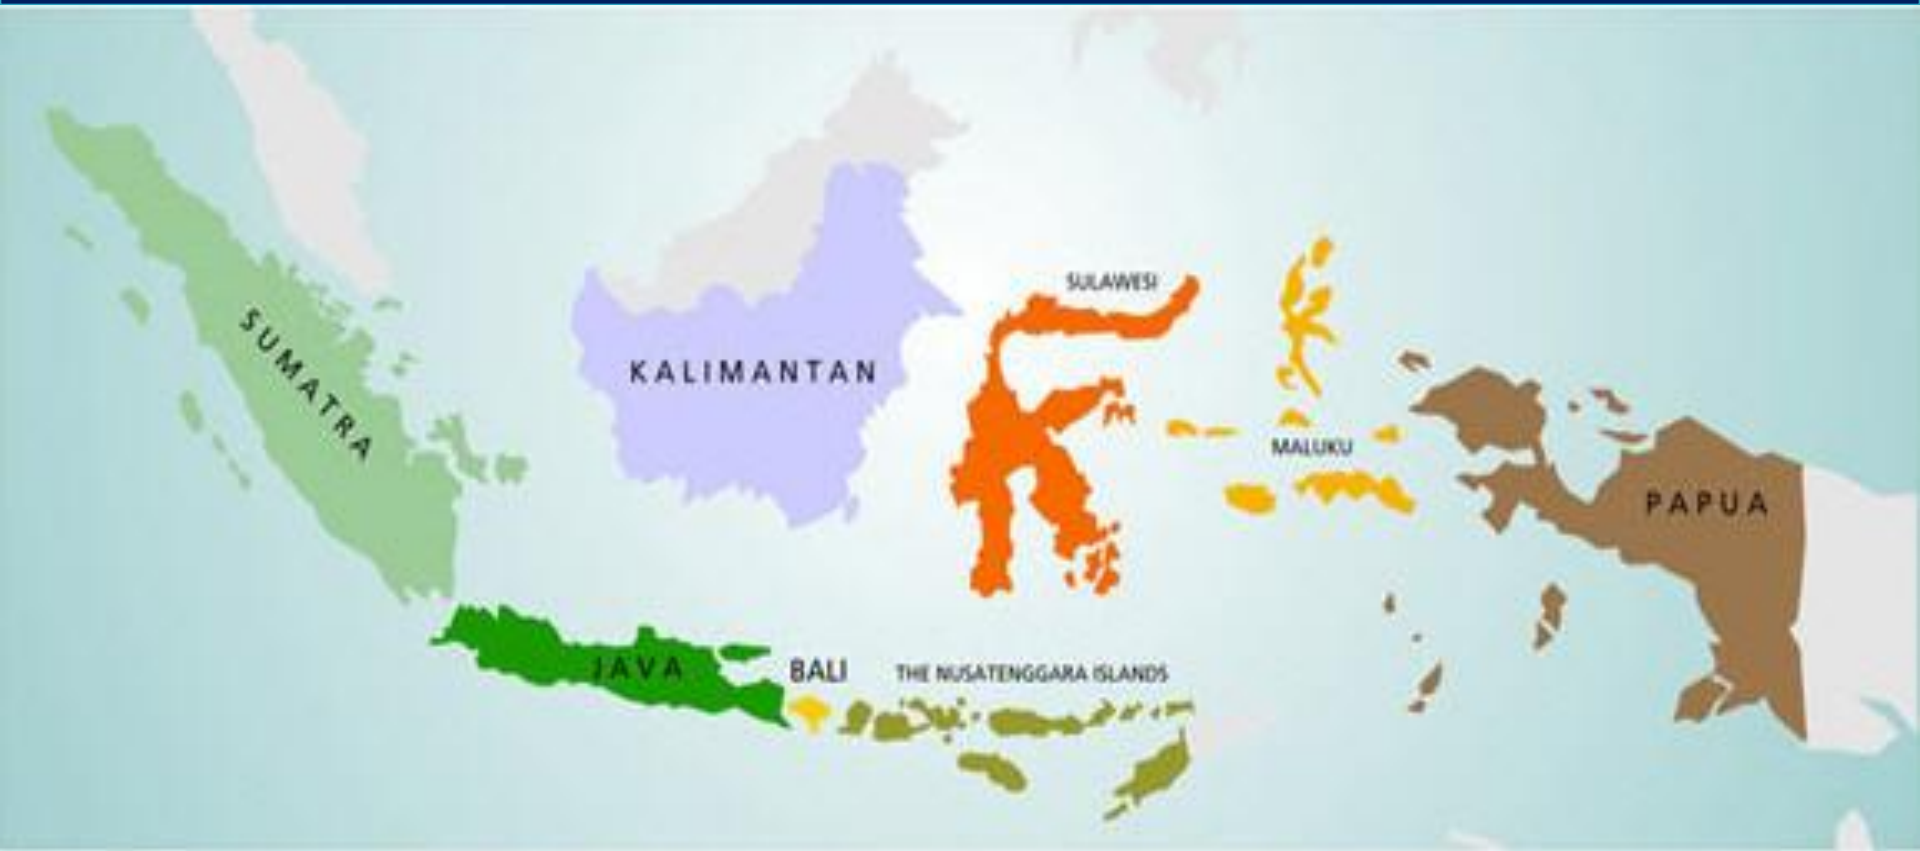 SULAWESI
SUMATRA
KALIMANTAN
MALUKU
PAPUA
JAVA
BALI
THE NUSATENGGARA ISLANDS